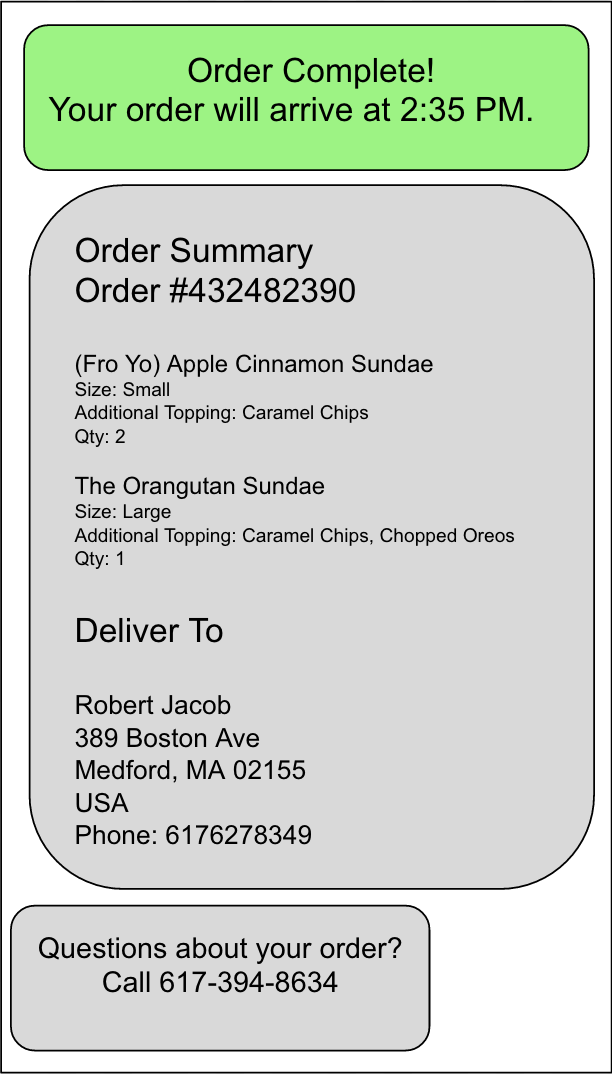 Order Complete!
Your order will arrive at 2:35 PM.
Order Summary
Order #432482390
(Fro Yo) Apple Cinnamon Sundae
Size: Small
Additional Topping: Caramel Chips
Qty: 2
The Orangutan Sundae
Size: Large
Additional Topping: Caramel Chips, Chopped Oreos
Qty: 1
Deliver To
Robert Jacob
389 Boston Ave
Medford, MA 02155
USA
Phone: 6176278349
Questions about your order?
Call 617-394-8634